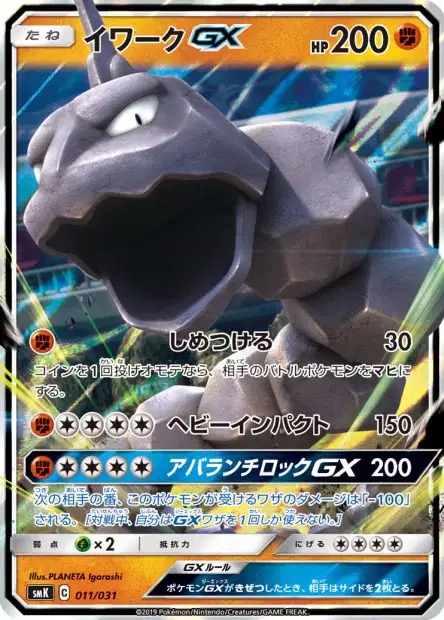 たね イワークGX HP200
しめつける 30
コインを1回投げオモテなら、相手のバトルポケモンをマヒに
する。
ヘビーインパクト 150
アバランチロックGX 200
次の相手の番、このポケモンが受けるワザのダメージは「-100」
される。[対戦中、自分はGXワザを1回しか使えない。]
弱点 ×2 抵抗力 にげる
Illus.PLANETA Igarashi
GXルール
ポケモンGXがきぜつしたとき、相手はサイドを2枚とる。
SMK C 011/031
©2019 Pokémon/Nintendo/Creatures/GAME FREAK.